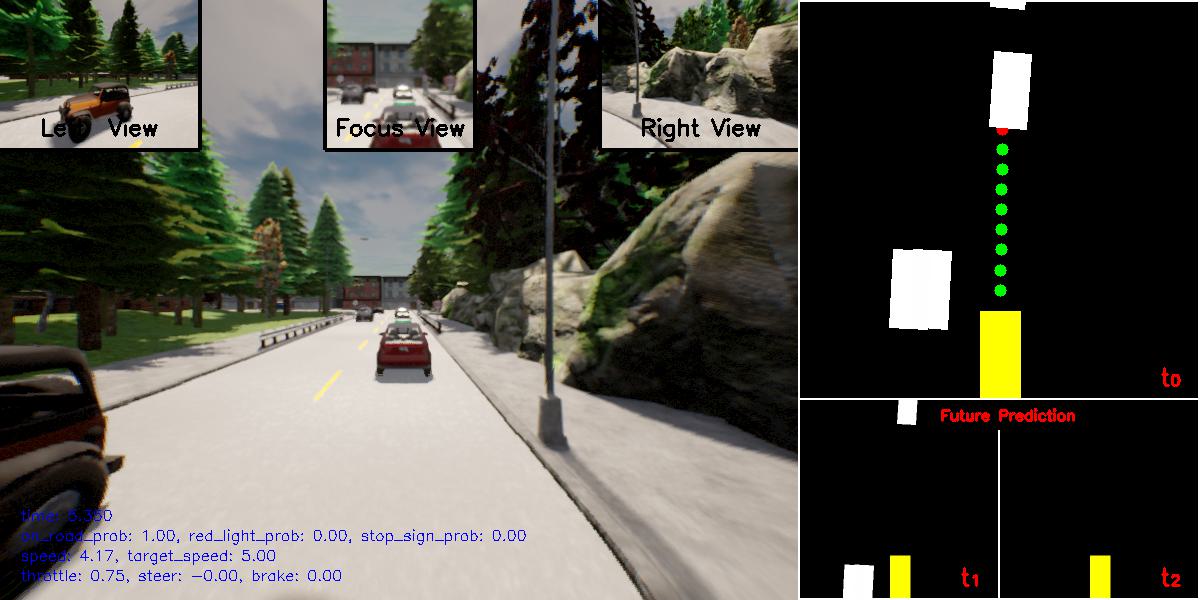 Left View
Focus View
Right View
time: 5.350
on_road_prob: 1.00, red_light_prob: 0.00, stop_sign_prob: 0.00
speed: 4.17, target_speed: 5.00
throttle: 0.75, steer: −0.00, brake: 0.00
t0
Future Prediction
t1
t2